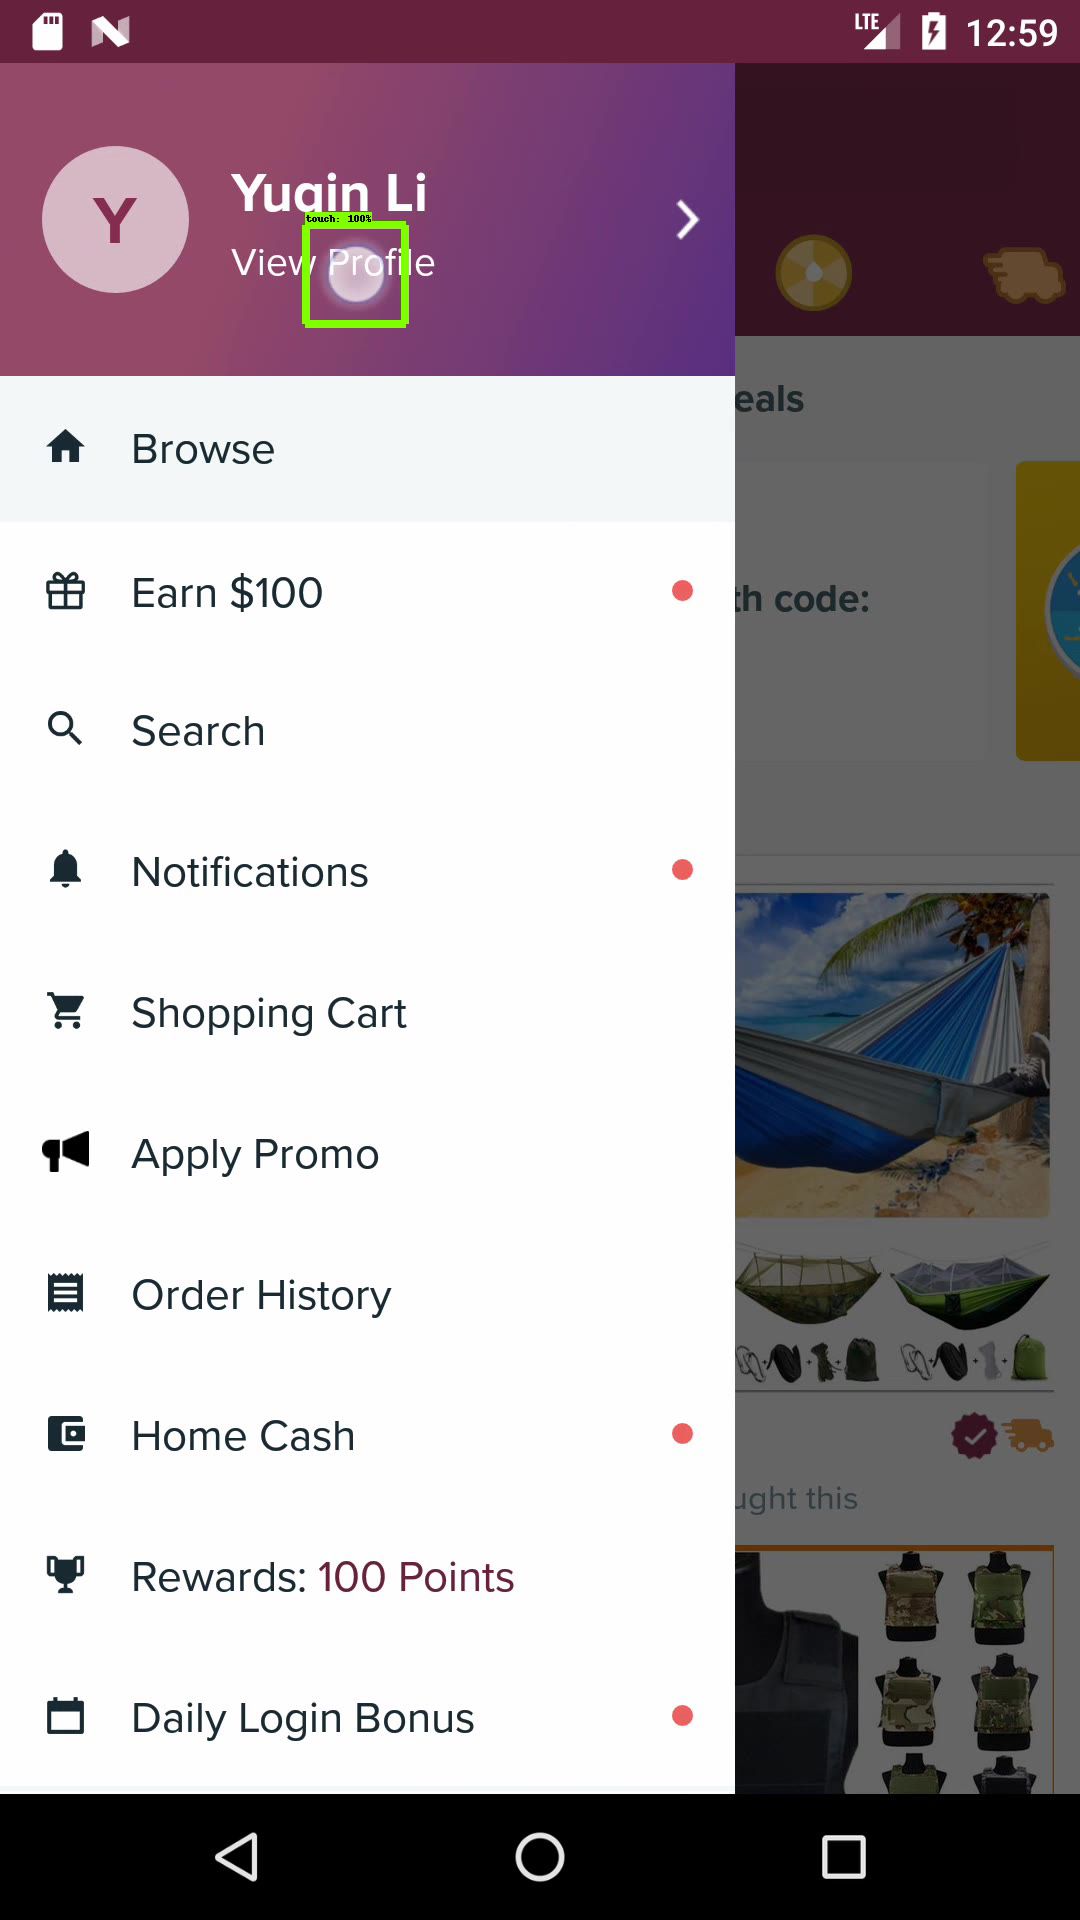 LTE 12:59
Y
Yuqin Li
touch: 100%
View Profile
eals
Browse
Earn $100
th code:
Search
Notifications
Shopping Cart
Apply Promo
Order History
Home Cash
ught this
Rewards: 100 Points
Daily Login Bonus